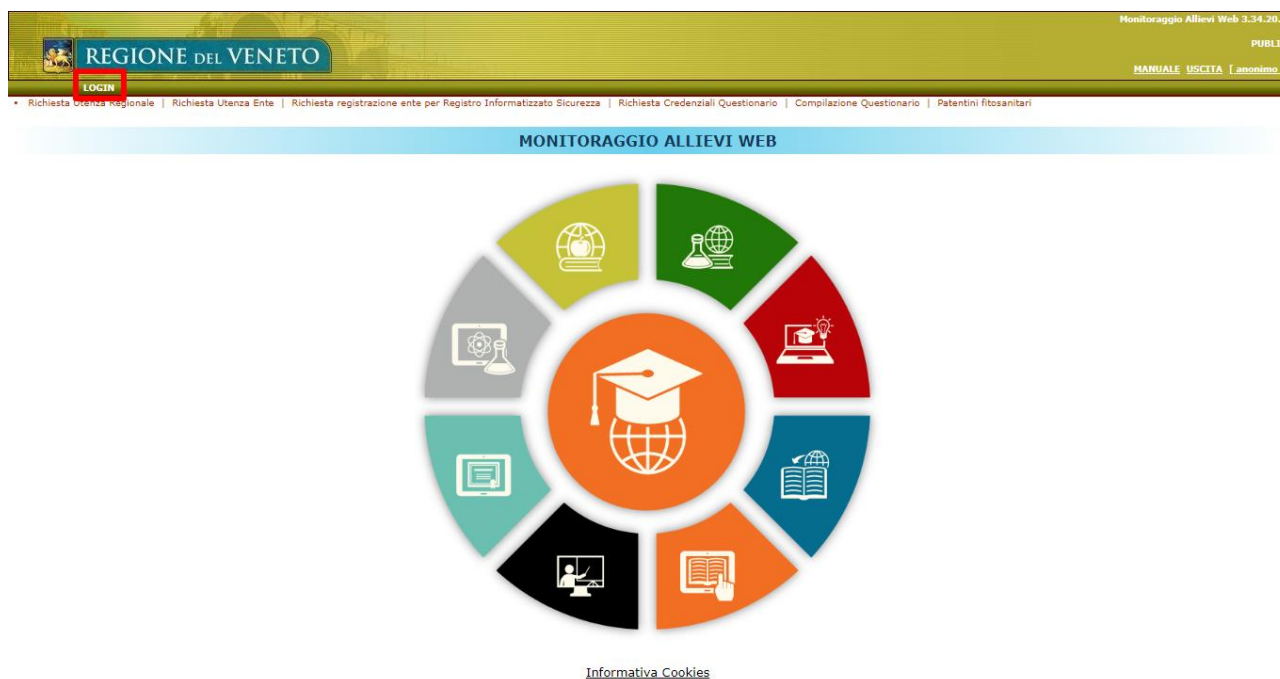 Monitoraggio Allievi Web 3.34.20.
REGIONE DEL VENETO
PUBLI
MANUALE USCITA [ anonimo
LOGIN
• Richiesta Utenza Regionale | Richiesta Utenza Ente | Richiesta registrazione ente per Registro Informatizzato Sicurezza | Richiesta Credenziali Questionario | Compilazione Questionario | Patentini fitosanitari
MONITORAGGIO ALLIEVI WEB
Informativa Cookies